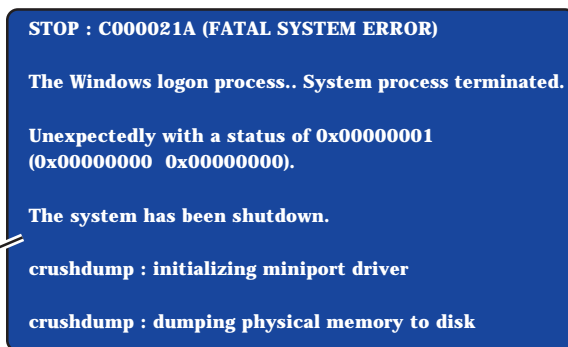 STOP : C000021A (FATAL SYSTEM ERROR)
The Windows logon process.. System process terminated.
Unexpectedly with a status of 0x00000001
(0x00000000  0x00000000).
The system has been shutdown.
crushdump : initializing miniport driver
crushdump : dumping physical memory to disk